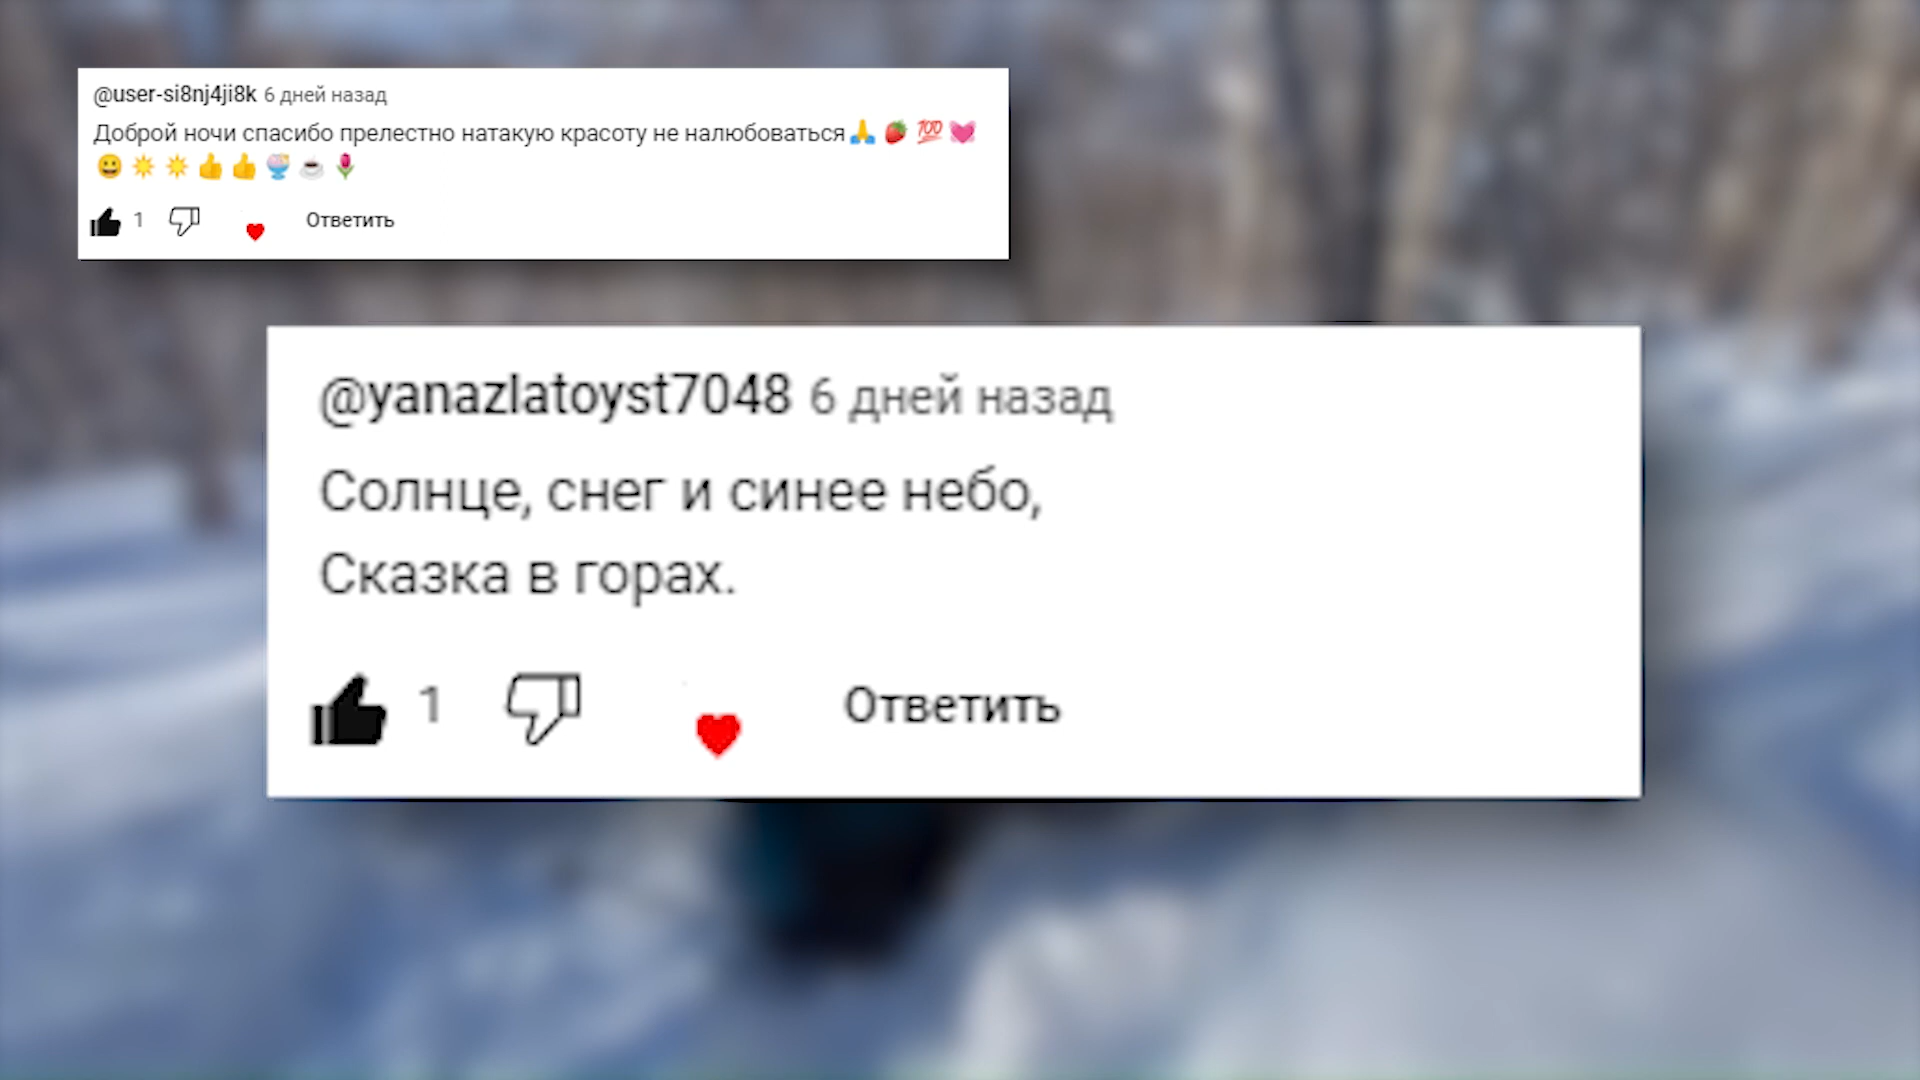 @user-si8nj4ji8k 6 дней назад
Доброй ночи спасибо прелестно натакую красоту не налюбоваться🙏🍓💯💓
😀☀️☀️👍👍🍧☕🌷
1 Ответить
@yanazlatoyst7048 6 дней назад
Солнце, снег и синее небо,
Сказка в горах.
1 Ответить